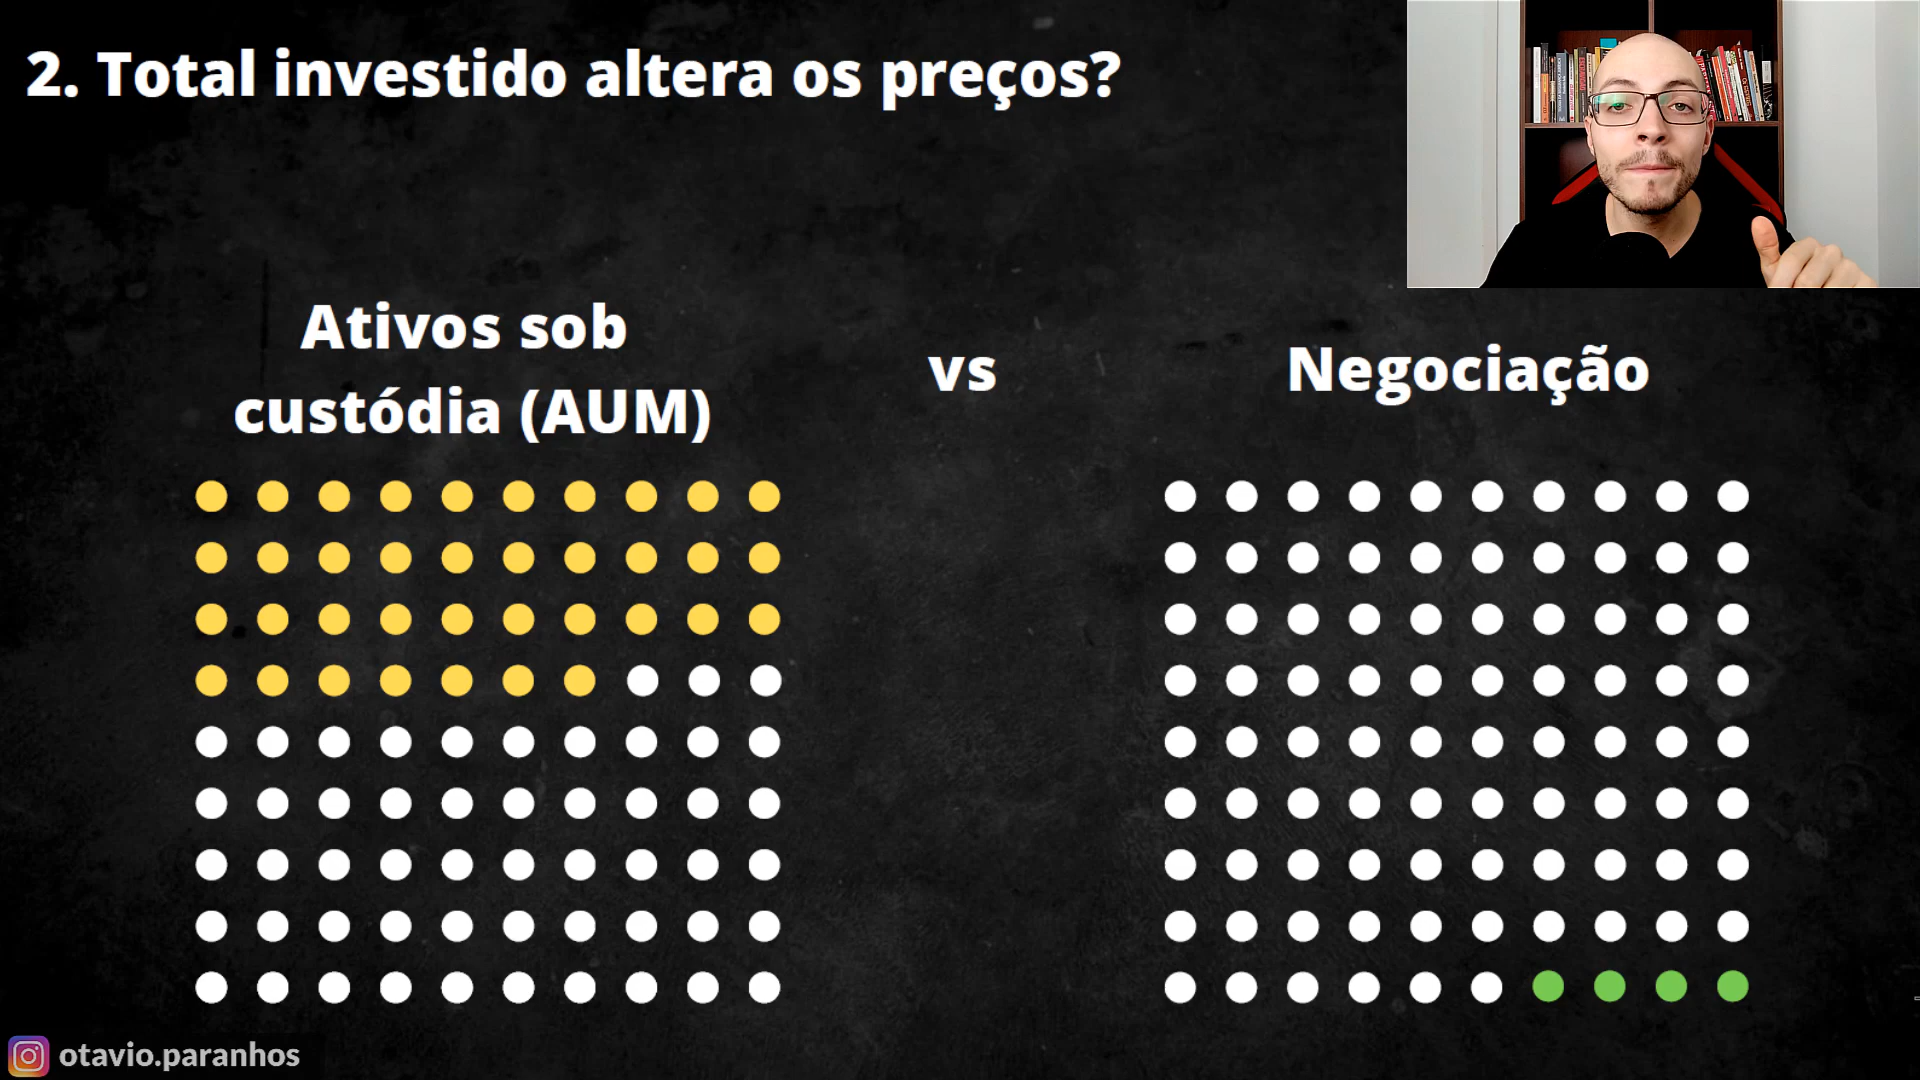 2. Total investido altera os preços?
Ativos sob
custódia (AUM)
vs
Negociação
otavio.paranhos